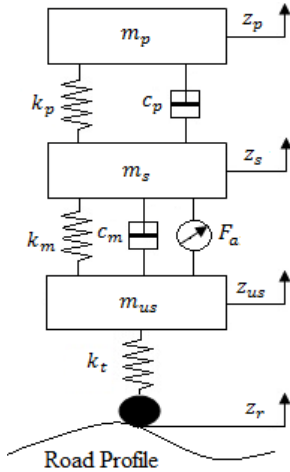 m_p z_p
k_p c_p
m_s z_s
k_m c_m F_a
m_us z_us
k_t
z_r
Road Profile